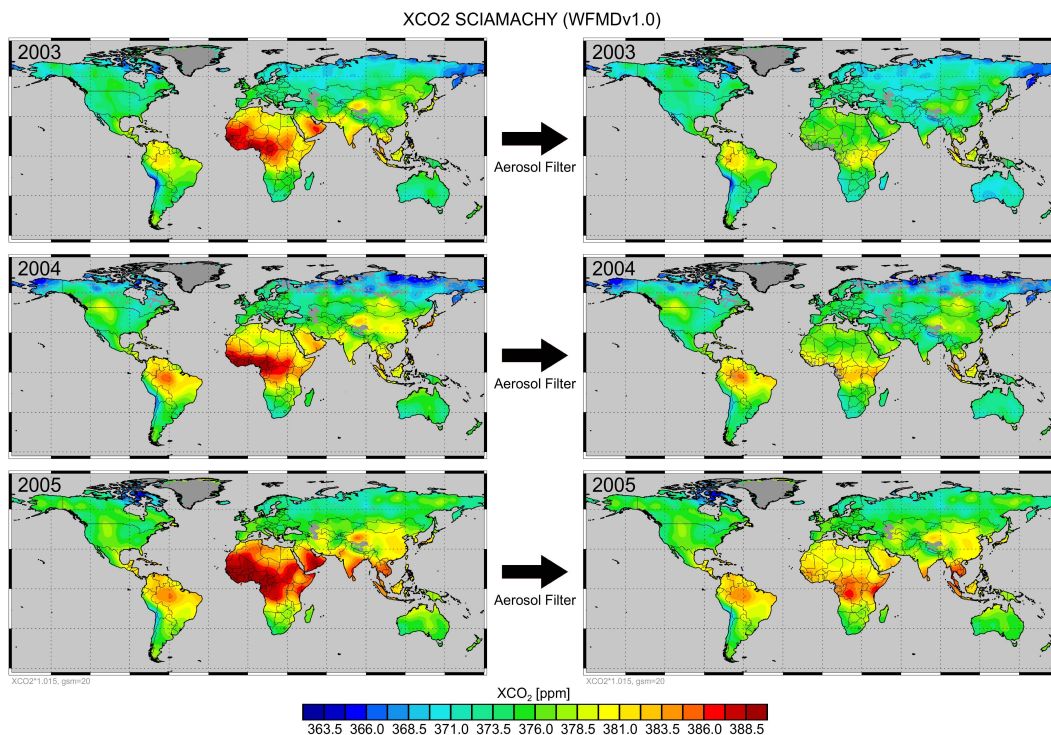 XCO2 SCIAMACHY (WFMDv1.0)
2003
Aerosol Filter
2003
2004
Aerosol Filter
2004
2005
Aerosol Filter
2005
XCO2*1.015, gsm=20
XCO2*1.015, gsm=20
XCO₂ [ppm]
363.5 366.0 368.5 371.0 373.5 376.0 378.5 381.0 383.5 386.0 388.5